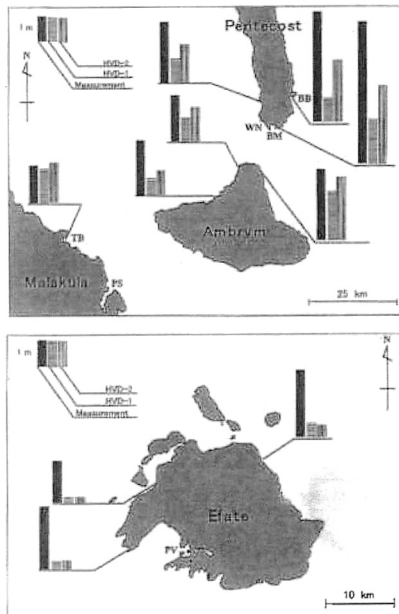 Pentecost
1 m
HVD-2
HVD-1
Measurement
N
BB
WN
BM
TB
Ambrym
Malakula
PS
25 km
1 m
HVD-2
HVD-1
Measurement
N
Efate
PV
10 km